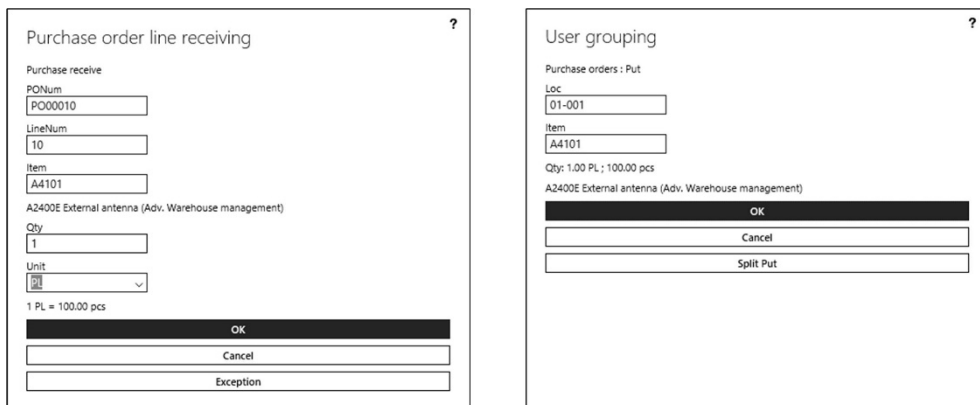 ?
Purchase order line receiving
Purchase receive
PONum
PO00010
LineNum
10
Item
A4101
A2400E External antenna (Adv. Warehouse management)
Qty
1
Unit
PL
1 PL = 100.00 pcs
OK
Cancel
Exception
?
User grouping
Purchase orders : Put
Loc
01-001
Item
A4101
Qty: 1.00 PL ; 100.00 pcs
A2400E External antenna (Adv. Warehouse management)
OK
Cancel
Split Put